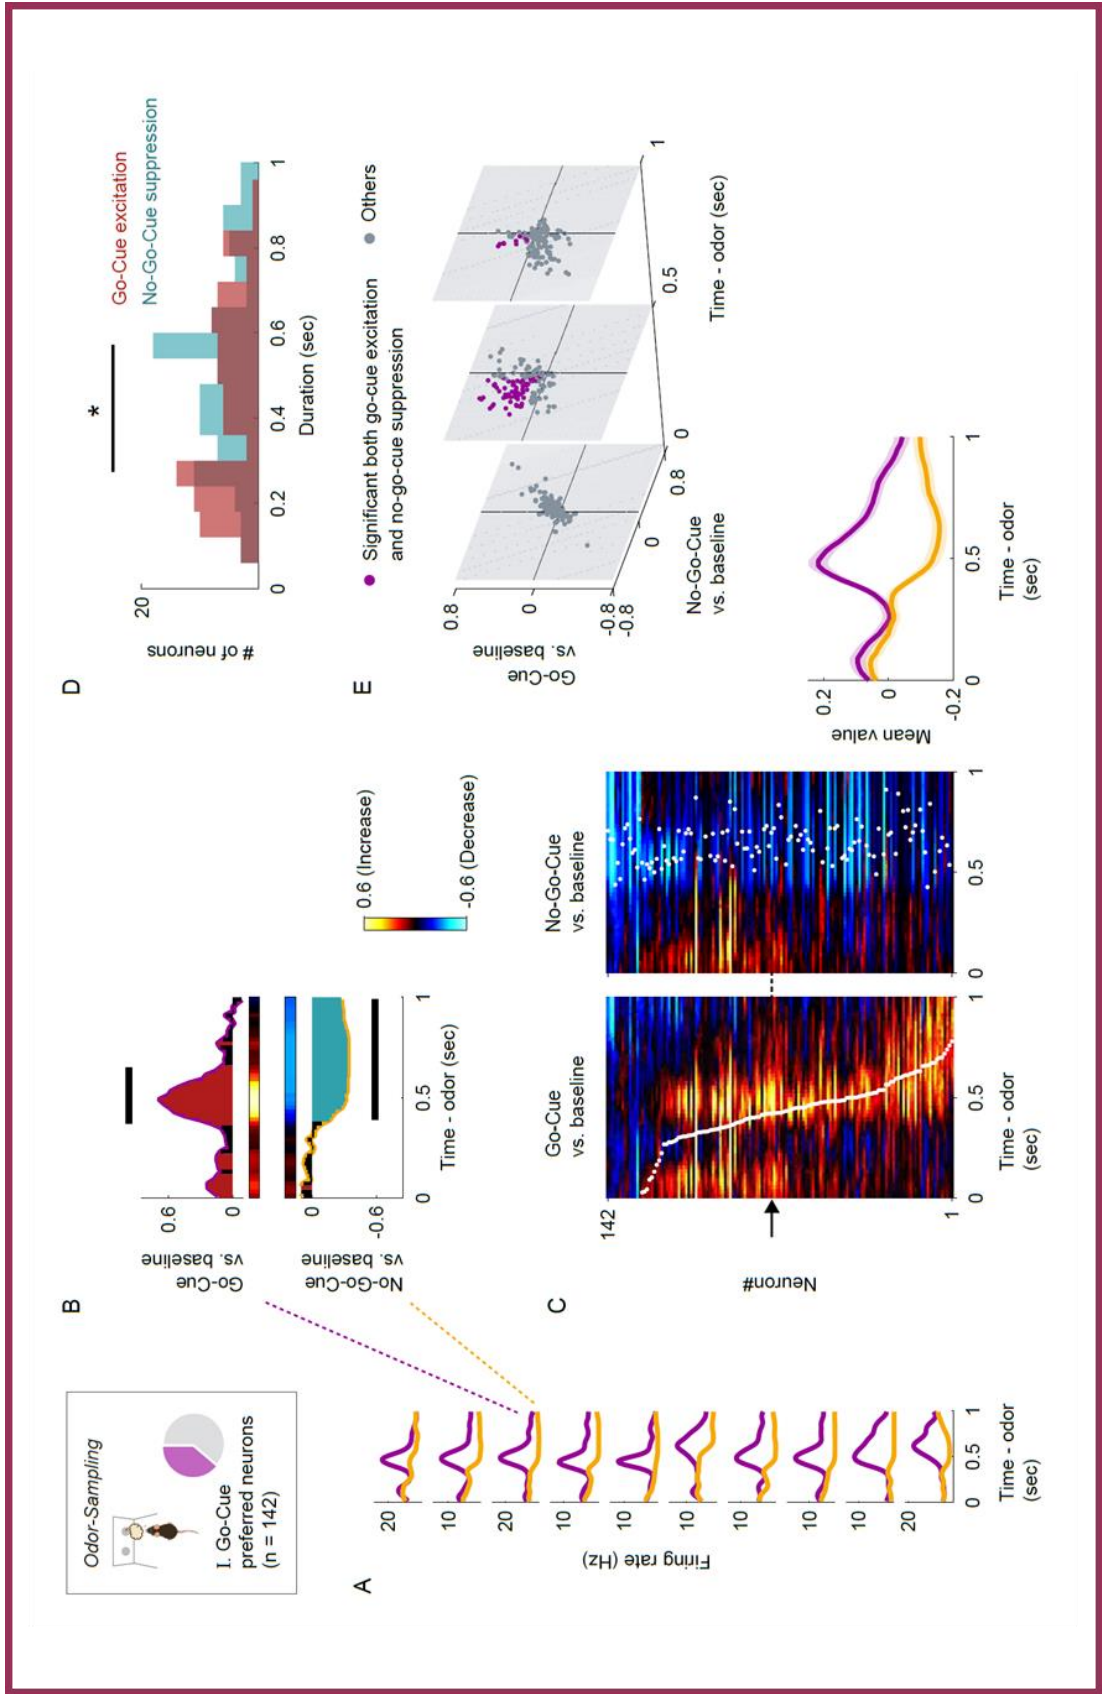 Odor-Sampling
I. Go-Cue
preferred neurons
(n = 142)
A
Firing rate (Hz)
20
10
20
10
10
10
10
10
10
20
0
0.5
1
Time - odor
(sec)
B
Go-Cue
vs. baseline
0.6
0
No-Go-Cue
vs. baseline
0
-0.6
0
0.5
1
Time - odor (sec)
0.6 (Increase)
-0.6 (Decrease)
C
Neuron#
142
1
Go-Cue
vs. baseline
0
0.5
1
Time - odor
(sec)
No-Go-Cue
vs. baseline
0
0.5
1
Mean value
0.2
0
-0.2
0
0.5
1
Time - odor
(sec)
D
# of neurons
20
0
0.2
0.4
0.6
0.8
1
Duration (sec)
*
Go-Cue excitation
No-Go-Cue suppression
E
Significant both go-cue excitation
and no-go-cue suppression
Others
Go-Cue
vs. baseline
0.8
0
-0.8
-0.8
0
0.8
No-Go-Cue
vs. baseline
0
0.5
1
Time - odor (sec)